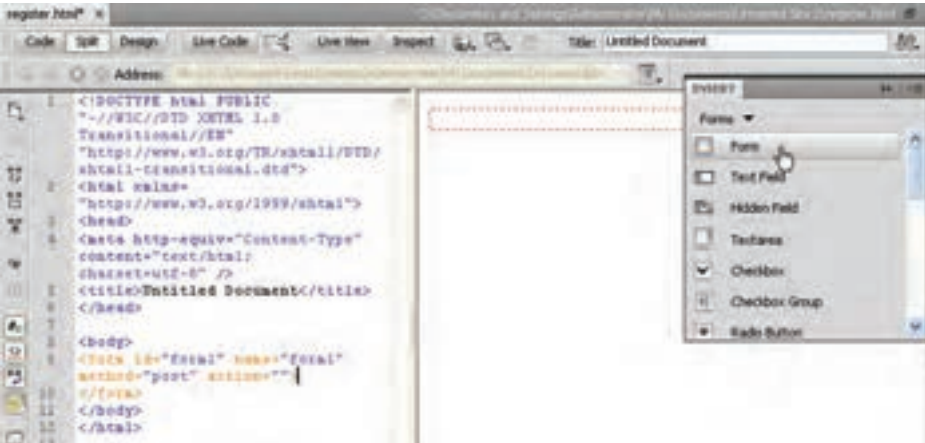 register.html* x
Code Split Design Live Code Live View Inspect Title: Untitled Document
Address:
INSERT
Forms
Form
Text Field
Hidden Field
Textarea
Checkbox
Checkbox Group
Radio Button
1 <!DOCTYPE html PUBLIC
"-//W3C//DTD XHTML 1.0
Transitional//EN"
"http://www.w3.org/TR/xhtml1/DTD/
xhtml1-transitional.dtd">
2 <html xmlns=
"http://www.w3.org/1999/xhtml">
3 <head>
4 <meta http-equiv="Content-Type"
content="text/html;
charset=utf-8" />
5 <title>Untitled Document</title>
6 </head>
7
8 <body>
9 <form id="form1" name="form1"
method="post" action="">
10 </form>
11 </body>
12 </html>
13